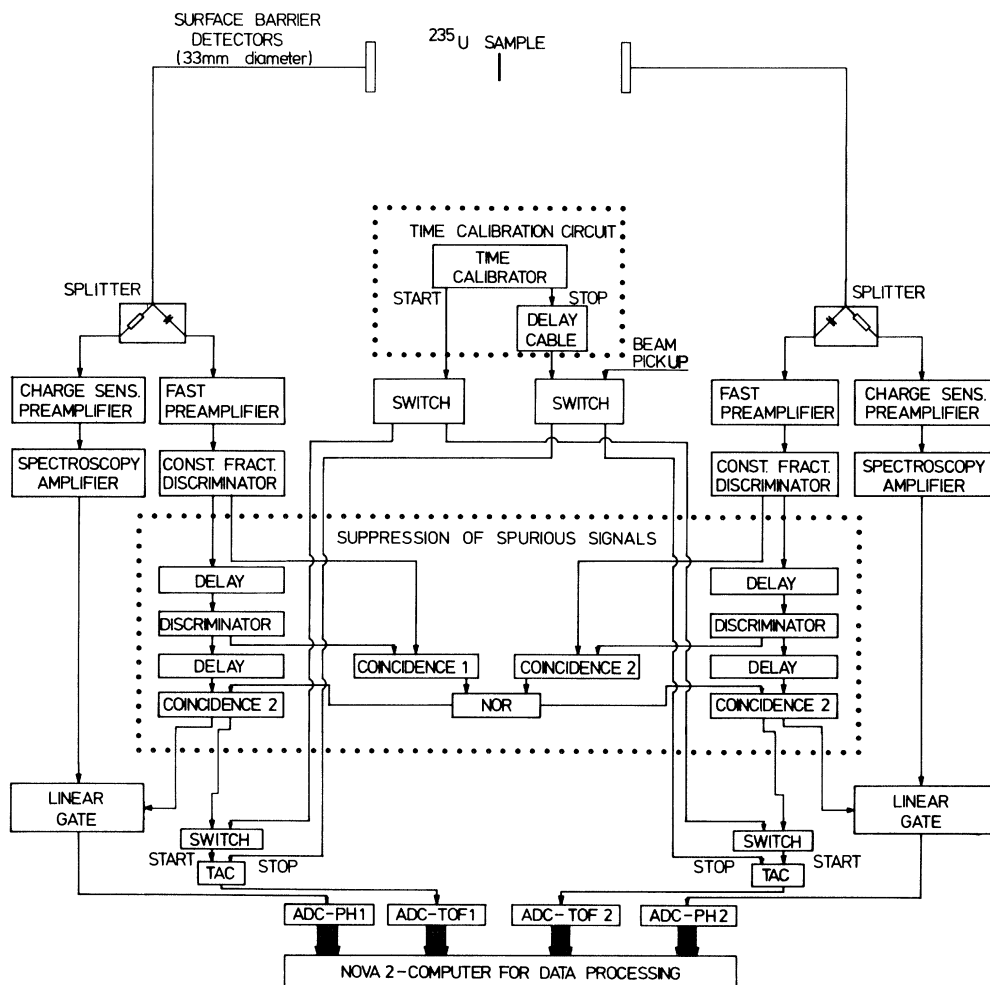 SURFACE BARRIER
DETECTORS
(33mm diameter)
235U SAMPLE
TIME CALIBRATION CIRCUIT
TIME
CALIBRATOR
START
STOP
DELAY
CABLE
BEAM
PICKUP
SPLITTER
SPLITTER
CHARGE SENS.
PREAMPLIFIER
FAST
PREAMPLIFIER
SWITCH
SWITCH
FAST
PREAMPLIFIER
CHARGE SENS.
PREAMPLIFIER
SPECTROSCOPY
AMPLIFIER
CONST. FRACT.
DISCRIMINATOR
CONST. FRACT.
DISCRIMINATOR
SPECTROSCOPY
AMPLIFIER
SUPPRESSION OF SPURIOUS SIGNALS
DELAY
DELAY
DISCRIMINATOR
DISCRIMINATOR
DELAY
COINCIDENCE 1
COINCIDENCE 2
DELAY
COINCIDENCE 2
NOR
COINCIDENCE 2
LINEAR
GATE
LINEAR
GATE
SWITCH
SWITCH
START
STOP
STOP
START
TAC
TAC
ADC-PH1
ADC-TOF1
ADC-TOF 2
ADC-PH2
NOVA 2-COMPUTER FOR DATA PROCESSING